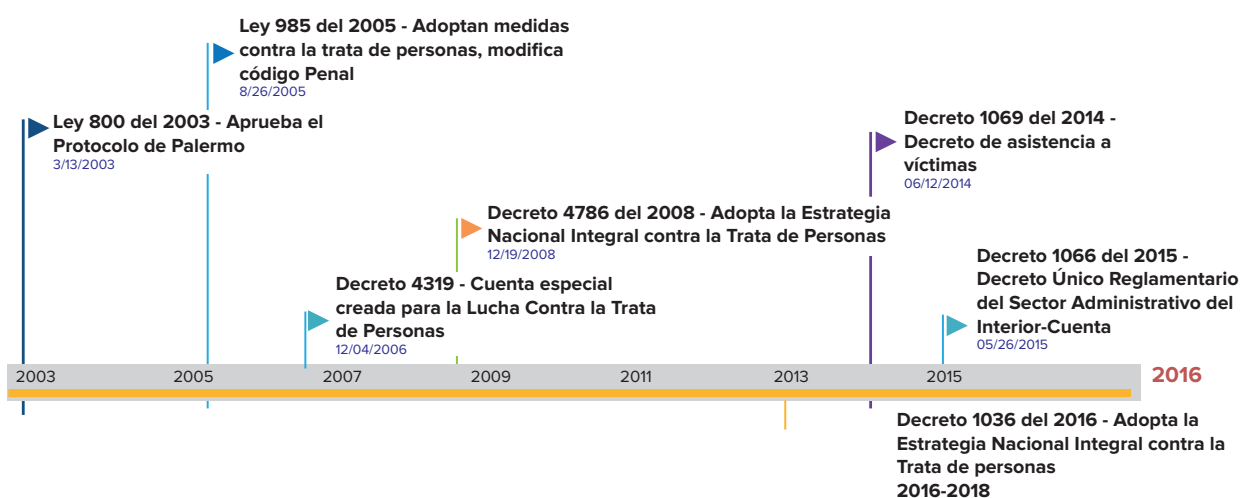 Ley 985 del 2005 - Adoptan medidas
contra la trata de personas, modifica
código Penal
8/26/2005
Ley 800 del 2003 - Aprueba el
Protocolo de Palermo
3/13/2003
Decreto 1069 del 2014 -
Decreto de asistencia a
víctimas
06/12/2014
Decreto 4786 del 2008 - Adopta la Estrategia
Nacional Integral contra la Trata de Personas
12/19/2008
Decreto 1066 del 2015 -
Decreto Único Reglamentario
del Sector Administrativo del
Interior-Cuenta
05/26/2015
Decreto 4319 - Cuenta especial
creada para la Lucha Contra la Trata
de Personas
12/04/2006
2003 2005 2007 2009 2011 2013 2015 2016
Decreto 1036 del 2016 - Adopta la
Estrategia Nacional Integral contra la
Trata de personas
2016-2018